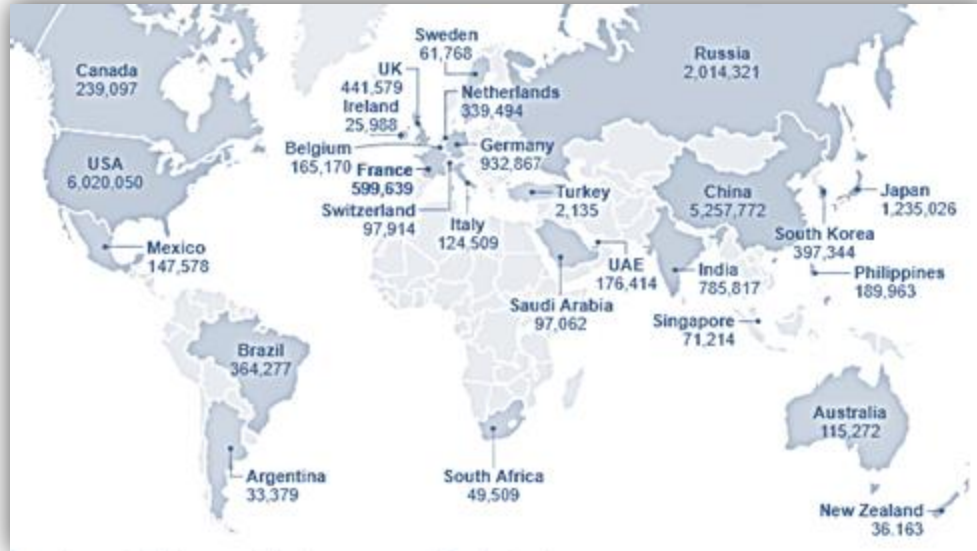 Sweden
61,768
Russia
2,014,321
Canada
239,097
UK
441,579
Netherlands
339,494
Ireland
25,988
Belgium
165,170
Germany
932,867
France
599,639
USA
6,020,050
Turkey
2,135
China
5,257,772
Japan
1,235,026
Switzerland
97,914
Italy
124,509
South Korea
397,344
Mexico
147,578
UAE
176,414
India
785,817
Philippines
189,963
Saudi Arabia
97,062
Singapore
71,214
Brazil
364,277
Australia
115,272
Argentina
33,379
South Africa
49,509
New Zealand
36.163